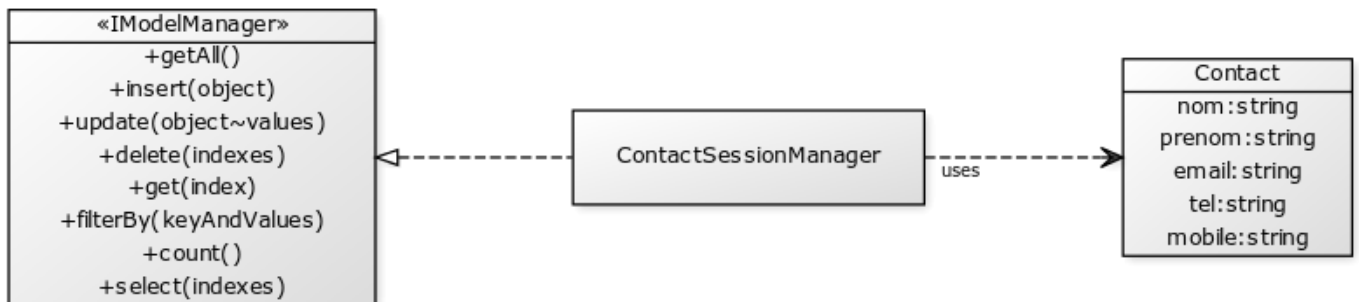 «IModelManager»
+getAll()
+insert(object)
+update(object~values)
+delete(indexes)
+get(index)
+filterBy(keyAndValues)
+count()
+select(indexes)
ContactSessionManager
uses
Contact
nom:string
prenom:string
email:string
tel:string
mobile:string